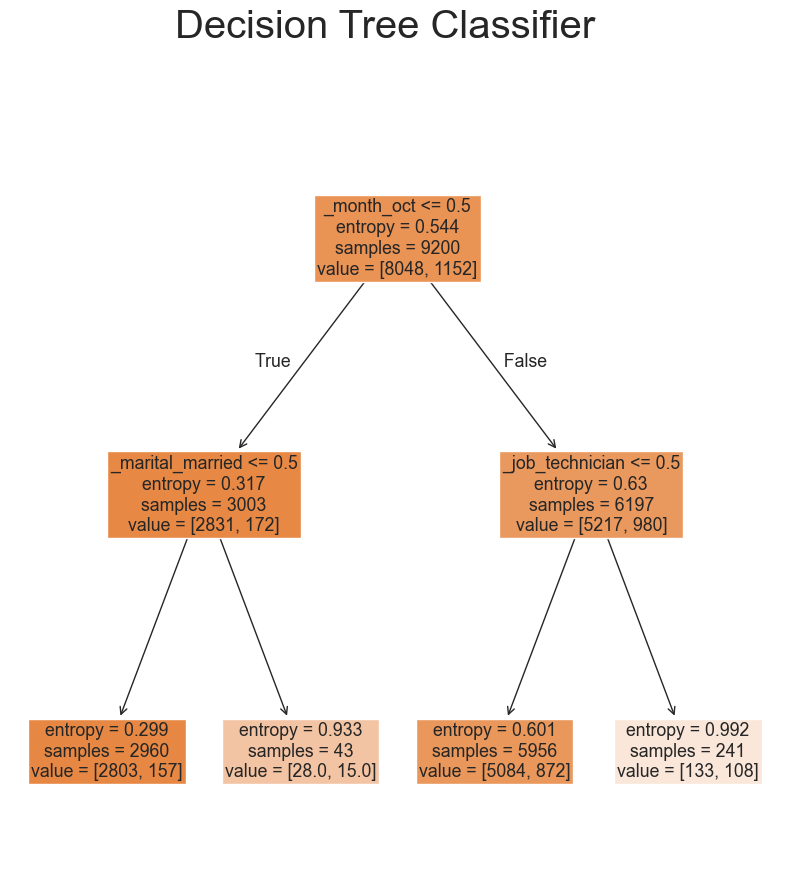 Decision Tree Classifier
_month_oct <= 0.5
entropy = 0.544
samples = 9200
value = [8048, 1152]
True
False
_marital_married <= 0.5
entropy = 0.317
samples = 3003
value = [2831, 172]
_job_technician <= 0.5
entropy = 0.63
samples = 6197
value = [5217, 980]
entropy = 0.299
samples = 2960
value = [2803, 157]
entropy = 0.933
samples = 43
value = [28.0, 15.0]
entropy = 0.601
samples = 5956
value = [5084, 872]
entropy = 0.992
samples = 241
value = [133, 108]